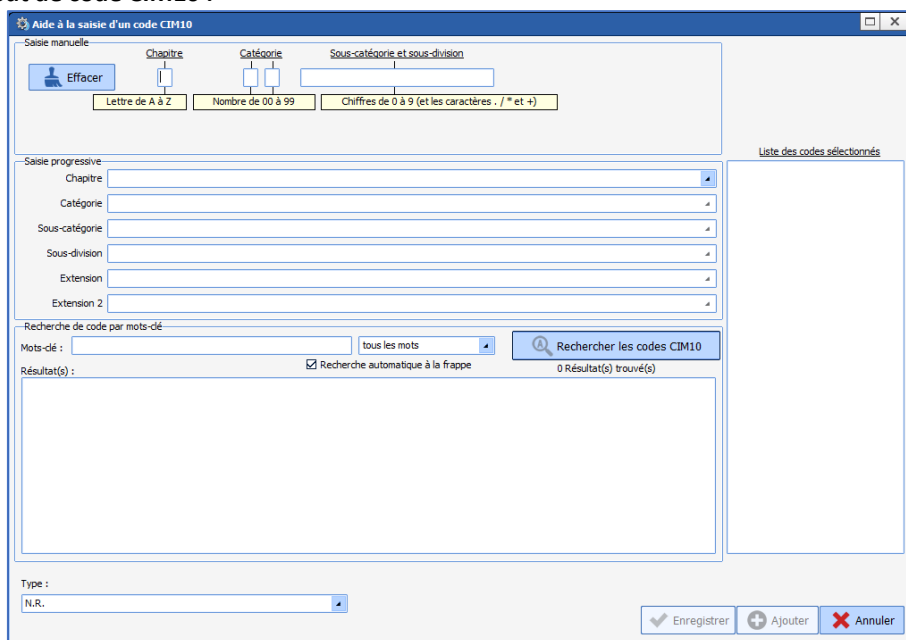 Aide à la saisie d'un code CIM10
Saisie manuelle
Chapitre Catégorie Sous-catégorie et sous-division
Effacer
Lettre de A à Z Nombre de 00 à 99 Chiffres de 0 à 9 (et les caractères . / * et +)
Liste des codes sélectionnés
Saisie progressive
Chapitre
Catégorie
Sous-catégorie
Sous-division
Extension
Extension 2
Recherche de code par mots-clé
Mots-clé : tous les mots Rechercher les codes CIM10
Recherche automatique à la frappe 0 Résultat(s) trouvé(s)
Résultat(s) :
Type :
N.R.
Enregistrer Ajouter Annuler